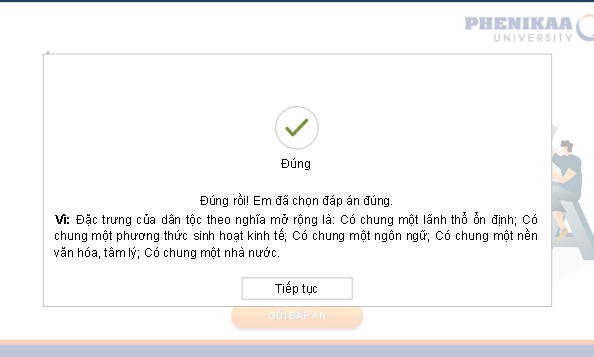 PHENIKAA
UNIVERSITY
Đúng
Đúng rồi! Em đã chọn đáp án đúng.
Vì: Đặc trưng của dân tộc theo nghĩa mở rộng là: Có chung một lãnh thổ ổn định; Có
chung một phương thức sinh hoạt kinh tế; Có chung một ngôn ngữ; Có chung một nền
văn hóa, tâm lý; Có chung một nhà nước.
Tiếp tục
GỬI ĐÁP ÁN